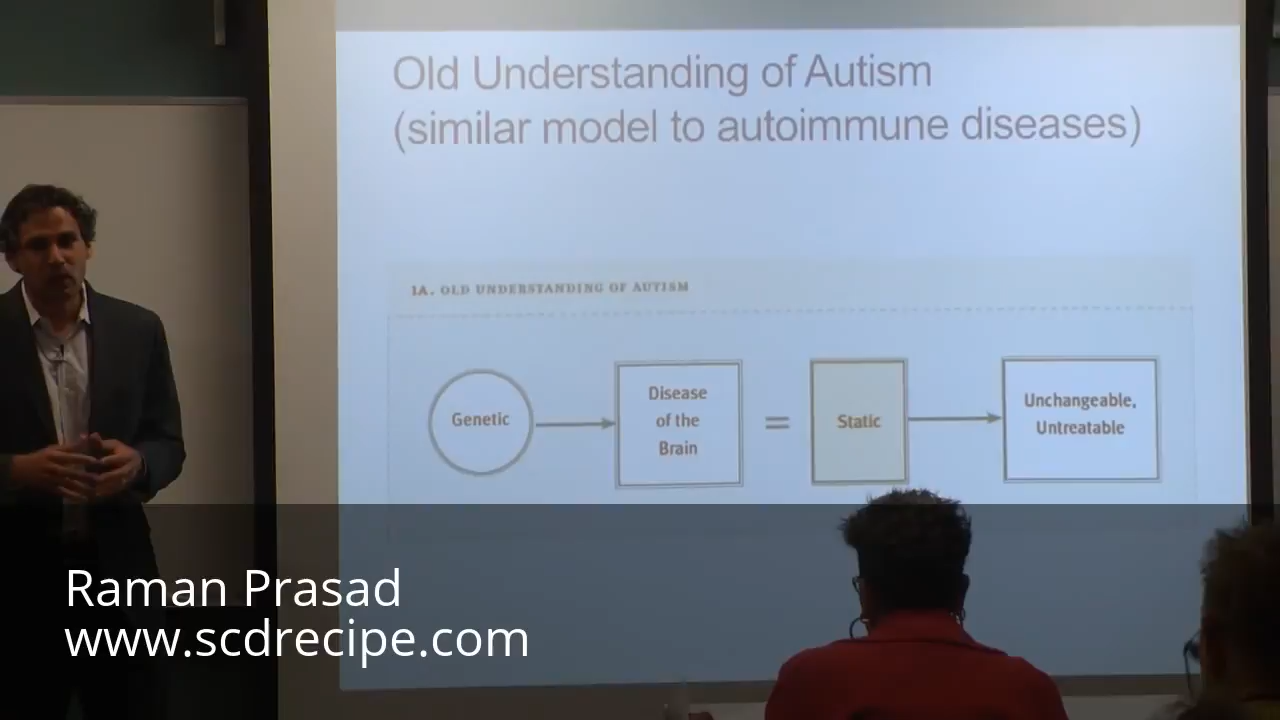 Old Understanding of Autism
(similar model to autoimmune diseases)
1A. OLD UNDERSTANDING OF AUTISM
Genetic
Disease
of the
Brain
=
Static
Unchangeable,
Untreatable
Raman Prasad
www.scdrecipe.com